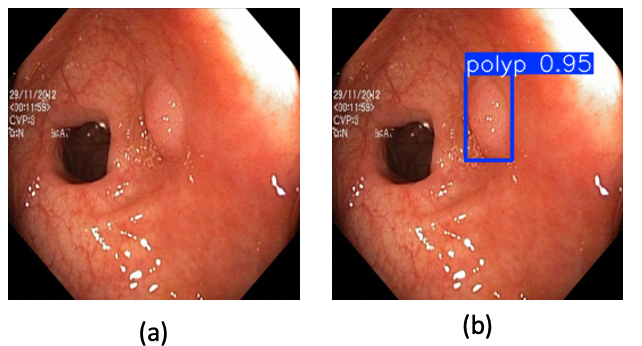 29/11/2012
<00:11:59>
CVP:3
polyp 0.95
29/11/2012
<00:11:59>
CVP:3
(a)
(b)